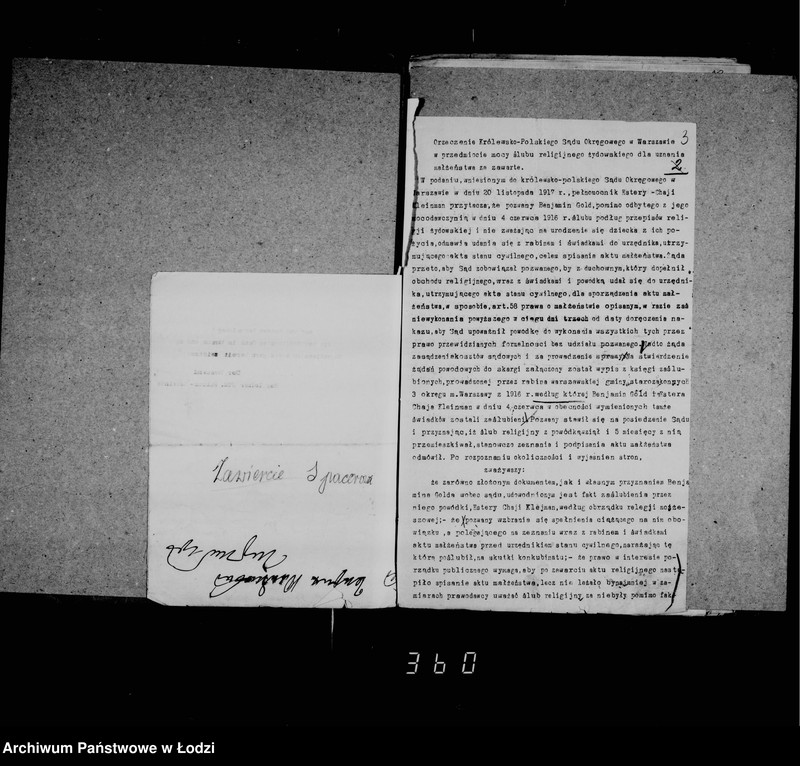 3
2
Orzeczenie Królewsko-Polskiego Sądu Okręgowego w Warszawie
w przedmiocie mocy ślubu religijnego żydowskiego dla uznania
małżeństwa za zawarte.
W podaniu, wniesionym do królewsko-polskiego Sądu Okręgowego w
Warszawie w dniu 20 listopada 1917 r., pełnomocnik Estery -Chaji
Kleinman przytacza, że pozwany Benjamin Gold, pomimo odbytego z jego
mocodawczynią w dniu 4 czerwca 1916 r. ślubu podług przepisów reli-
gji żydowskiej i nie zważając na urodzenie się dziecka z ich po-
życia, odmawia udania się z rabinem i świadkami do urzędnika, utrzy-
mującego akta stanu cywilnego, celem spisania aktu małżeństwa. Żąda
przeto, aby Sąd zobowiązał pozwanego, by z duchownym, który dopełnił
obchodu religijnego, wraz z świadkami i powódką udał się do urzędni-
ka, utrzymującego akta stanu cywilnego, dla sporządzenia aktu mał-
żeństwa, w sposobie, art. 58 prawa o małżeństwie opisanym, w razie zaś
niewykonania powyższego w ciągu dni trzech od daty doręczenia na-
kazu, aby Sąd upoważnił powódkę do wykonania wszystkich tych przez
prawo przewidzianych formalności bez udziału pozwanego. Nadto żąda
zasądzenia kosztów sądowych i za prowadzenie sprawy. Na stwierdzenie
żądań powodowych do skargi załączony został wypis z księgi zaślu-
bionych, prowadzonej przez rabina warszawskiej gminy starozakonnych
3 okręgu m. Warszawy z 1916 r. według której Benjamin Gold i Estera
Chaja Kleinman w dniu 4 czerwca w obecności wymienionych tamże
świadków zostali zaślubieni. Pozwany stawił się na posiedzenie Sądu
i przyznając, iż ślub religijny z powódką wziął i 5 miesięcy z nią
przemieszkiwał, stanowczo zeznania i podpisania aktu małżeństwa
odmówił. Po rozpoznaniu okoliczności i wyjaśnień stron,
zważywszy:
że zarówno złożonym dokumentem, jak i własnym przyznaniem Benja
mina Golda wobec sądu, udowodnionym jest fakt zaślubienia przez
niego powódki, Estery Chaji Klejman, według obrządku relegji mojże-
szowej;- że pozwany wzbrania się spełnienia ciążącego na nim obo-
wiązku, a polegającego na zeznaniu wraz z rabinem i świadkami
aktu małżeństwa przed urzędnikiem stanu cywilnego, narażając tę
którą poślubił, na skutki konkubinatu;- że prawo w interesie po-
rządku publicznego wymaga, aby po zawarciu aktu religijnego nastą-
piło spisanie aktu małżeństwa, lecz nie leżało bynajmniej w za-
miarach prawodawcy uważać ślub religijny za niebyły pomimo fak-
Zawiercie
360
Archiwum Państwowe w Łodzi